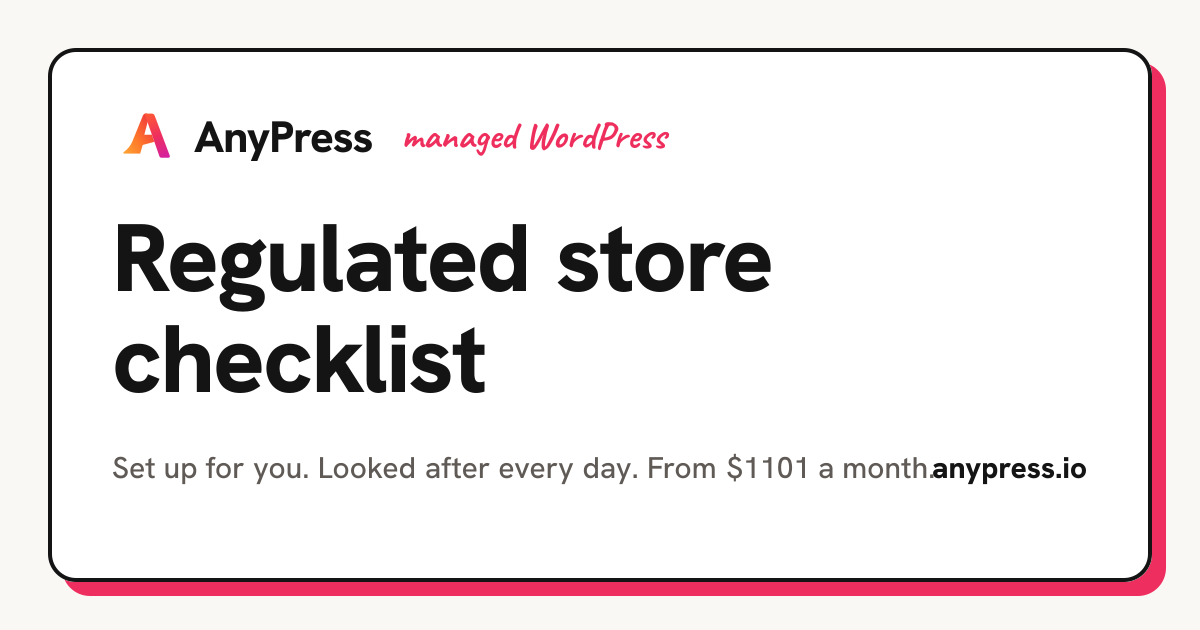 AnyPress managed WordPress
Regulated store
checklist
Set up for you. Looked after every day. From $1101 a month.anypress.io